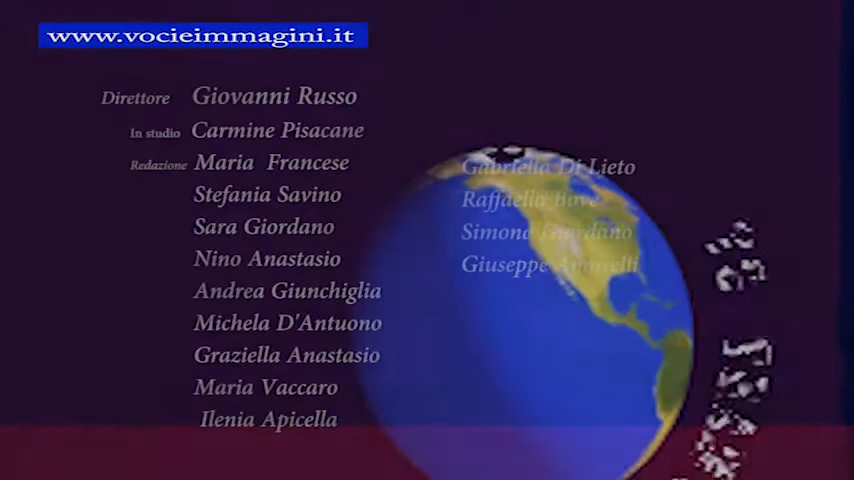 www.vocieimmagini.it
Direttore Giovanni Russo
In studio Carmine Pisacane
Redazione Maria Francese
Stefania Savino
Sara Giordano
Nino Anastasio
Andrea Giunchiglia
Michela D'Antuono
Graziella Anastasio
Maria Vaccaro
Ilenia Apicella
Gabriella Di Lieto
Raffaella Bove
Simona Giordano
Giuseppe